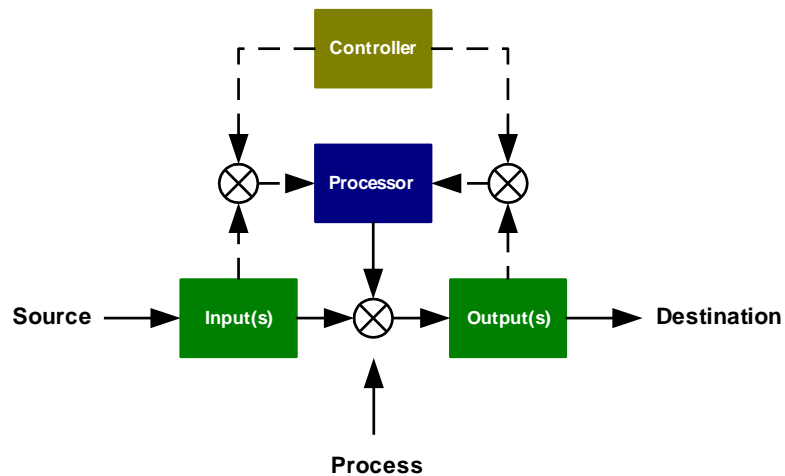 Controller
Processor
Source
Input(s)
Output(s)
Destination
Process